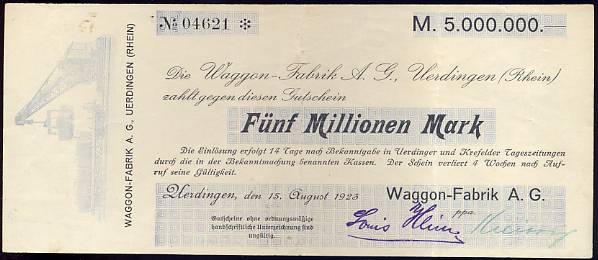 No 04621 *
M. 5.000.000.—
WAGGON-FABRIK A. G., UERDINGEN (RHEIN)
Die Waggon-Fabrik A. G., Uerdingen (Rhein)
zahlt gegen diesen Gutschein
Fünf Millionen Mark
Die Einlösung erfolgt 14 Tage nach Bekanntgabe in Uerdinger und Krefelder Tageszeitungen
durch die in der Bekanntmachung benannten Kassen. Der Schein verliert 4 Wochen nach Auf-
ruf seine Gültigkeit.
Uerdingen, den 15. August 1923
Waggon-Fabrik A. G.
Gutscheine ohne ordnungsmäßige
handschriftliche Unterzeichnung sind
ungültig.
ppa.
Louis